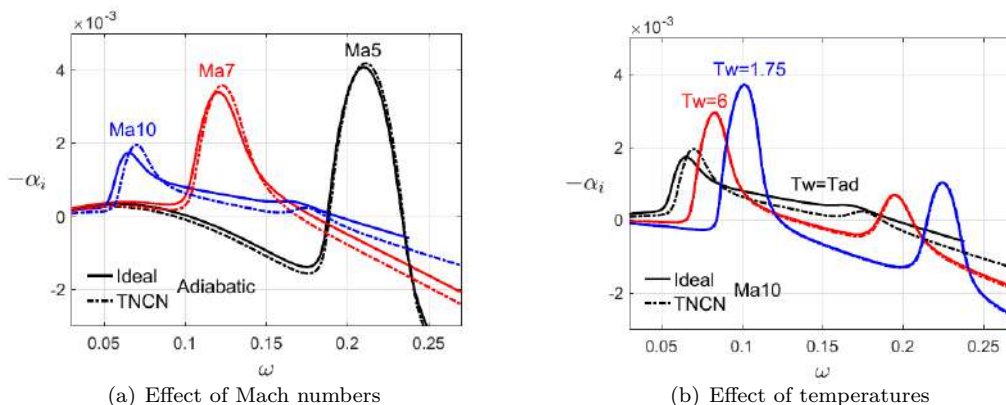 ×10⁻³
4
2
0
-2
−αᵢ
Ma10
Ma7
Ma5
Ideal
TNCN
Adiabatic
0.05 0.1 0.15 0.2 0.25
ω
(a) Effect of Mach numbers
×10⁻³
4
2
0
-2
−αᵢ
Tw=1.75
Tw=6
Tw=Tad
Ideal
TNCN
Ma10
0.05 0.1 0.15 0.2 0.25
ω
(b) Effect of temperatures